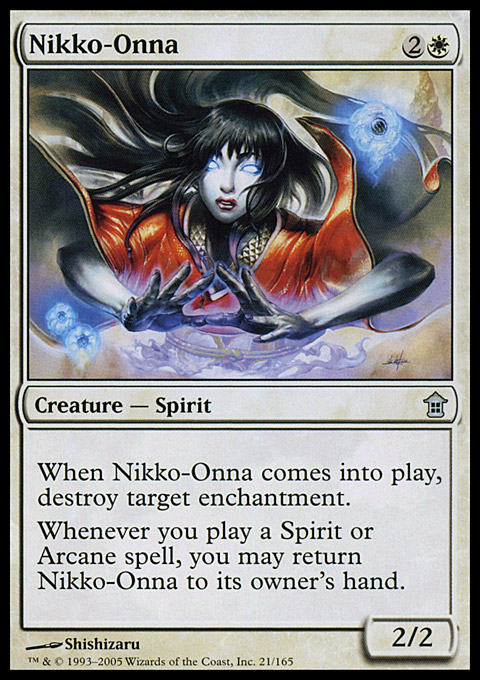 Nikko-Onna 2
Creature — Spirit
When Nikko-Onna comes into play,
destroy target enchantment.
Whenever you play a Spirit or
Arcane spell, you may return
Nikko-Onna to its owner's hand.
Shishizaru
2/2
™ & © 1993–2005 Wizards of the Coast, Inc. 21/165